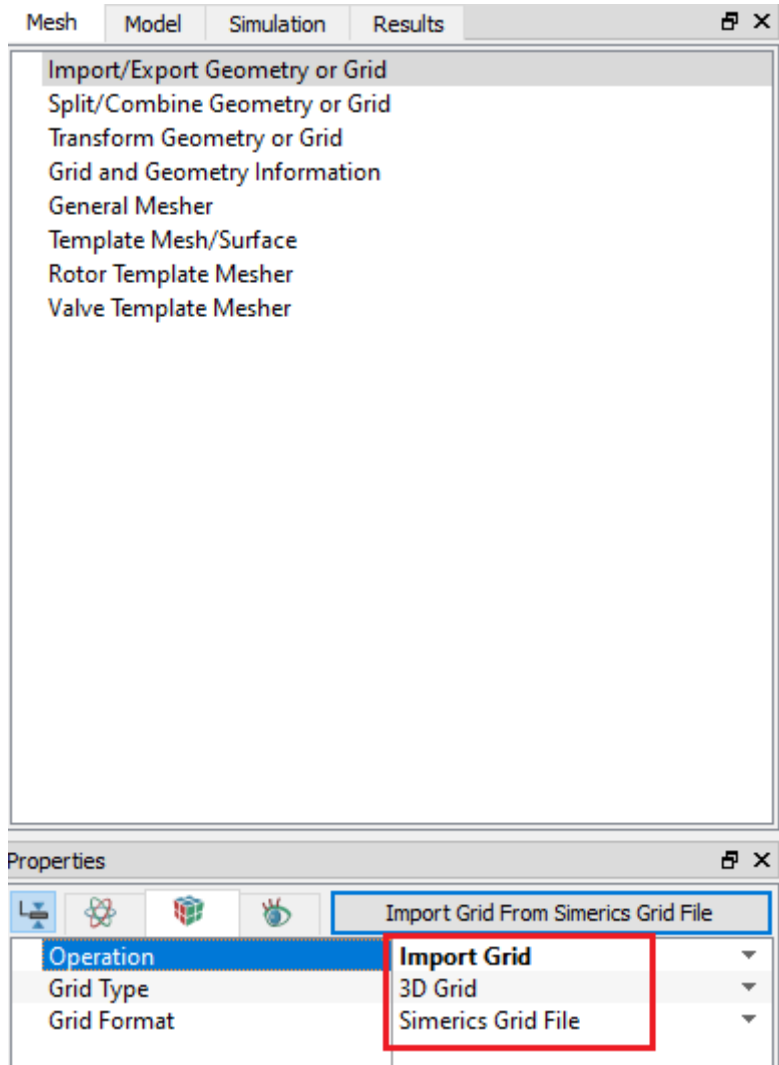 Mesh Model Simulation Results
Import/Export Geometry or Grid
Split/Combine Geometry or Grid
Transform Geometry or Grid
Grid and Geometry Information
General Mesher
Template Mesh/Surface
Rotor Template Mesher
Valve Template Mesher
Properties
Import Grid From Simerics Grid File
Operation Import Grid
Grid Type 3D Grid
Grid Format Simerics Grid File